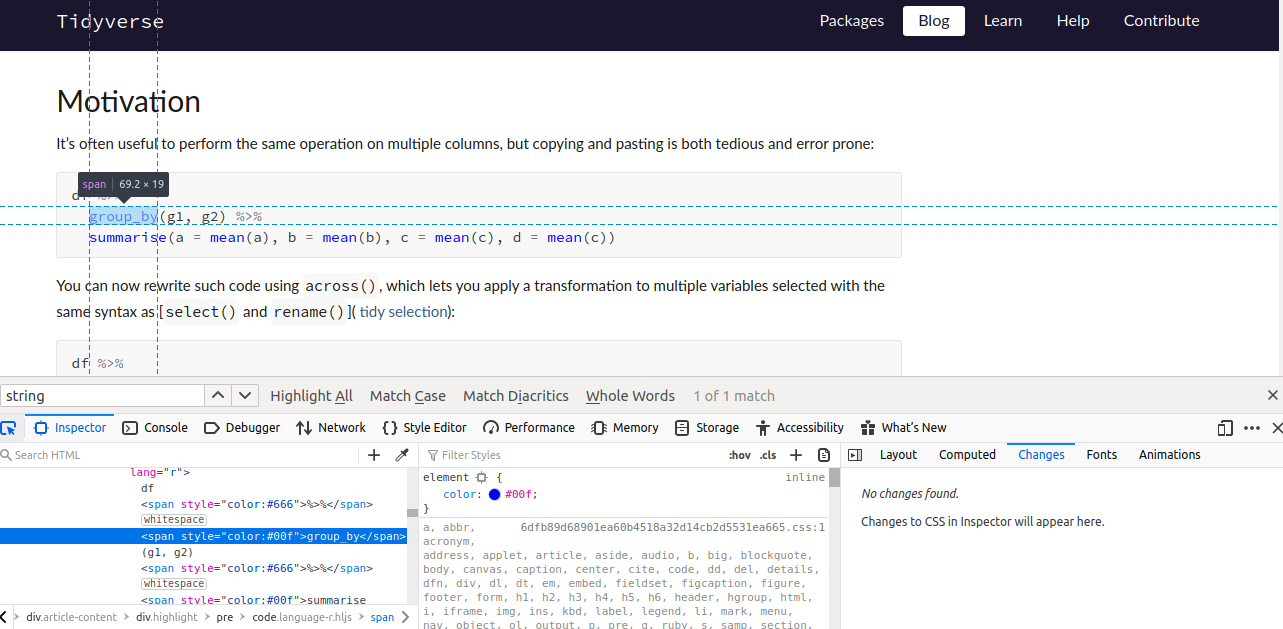 Tidyverse
Packages Blog Learn Help Contribute
Motivation
It's often useful to perform the same operation on multiple columns, but copying and pasting is both tedious and error prone:
span 69.2 × 19
df %>%
group_by(g1, g2) %>%
summarise(a = mean(a), b = mean(b), c = mean(c), d = mean(c))
You can now rewrite such code using across(), which lets you apply a transformation to multiple variables selected with the
same syntax as [select() and rename()]( tidy selection):
df %>%
string Highlight All Match Case Match Diacritics Whole Words 1 of 1 match
Inspector Console Debugger Network Style Editor Performance Memory Storage Accessibility What's New
Search HTML
lang="r">
df
<span style="color:#666">%>%</span>
whitespace
<span style="color:#00f">group_by</span>
(g1, g2)
<span style="color:#666">%>%</span>
whitespace
<span style="color:#00f">summarise
div.article-content > div.highlight > pre > code.language-r.hljs > span
Filter Styles :hov .cls
element { inline
color: #00f;
}
a, abbr, 6dfb89d68901ea60b4518a32d14cb2d5531ea665.css:1
acronym,
address, applet, article, aside, audio, b, big, blockquote,
body, canvas, caption, center, cite, code, dd, del, details,
dfn, div, dl, dt, em, embed, fieldset, figcaption, figure,
footer, form, h1, h2, h3, h4, h5, h6, header, hgroup, html,
i, iframe, img, ins, kbd, label, legend, li, mark, menu,
nav, object, ol, output, p, pre, q, ruby, s, samp, section,
Layout Computed Changes Fonts Animations
No changes found.
Changes to CSS in Inspector will appear here.